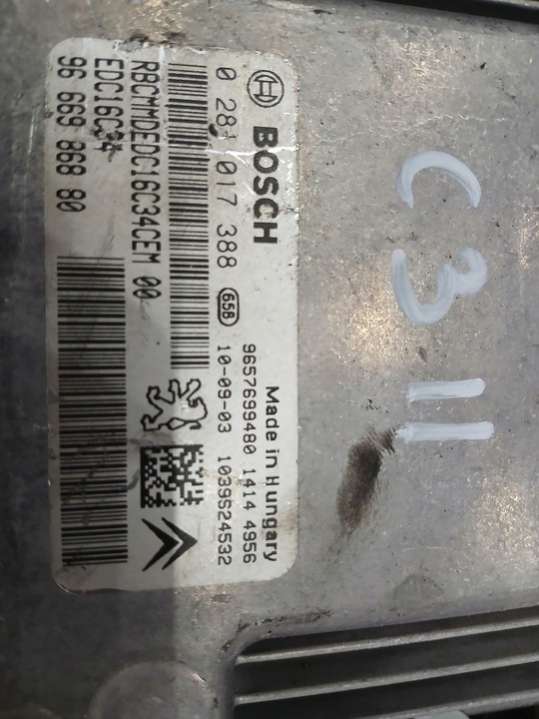 BOSCH
Made in Hungary
9657699480 1414 4956
0 281 017 388 658 10-09-03 1039S24532
RBCMMDEDC16C34CEM 00
EDC16C34
96 669 868 80
C3 II